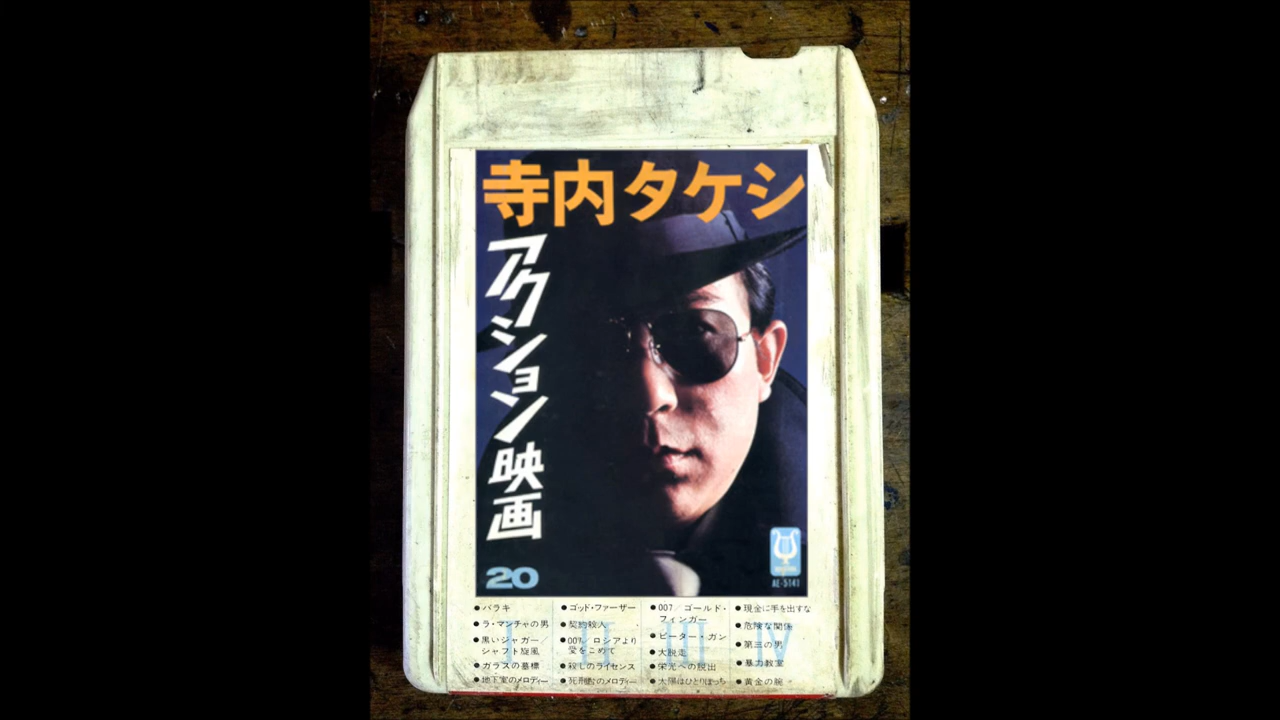 寺内タケシ
アクション映画
20
AE-5141
I
●バラキ
●ラ・マンチャの男
●黒いジャガー/
シャフト旋風
●ガラスの墓標
●地下室のメロディー
II
●ゴッド・ファーザー
●契約殺人
●007/ロシアより
愛をこめて
●殺しのライセンス
●死刑台のメロディー
III
●007/ゴールド・
フィンガー
●ピーター・ガン
●大脱走
●栄光への脱出
●太陽はひとりぼっち
IV
●現金に手を出すな
●危険な関係
●第三の男
●暴力教室
●黄金の腕